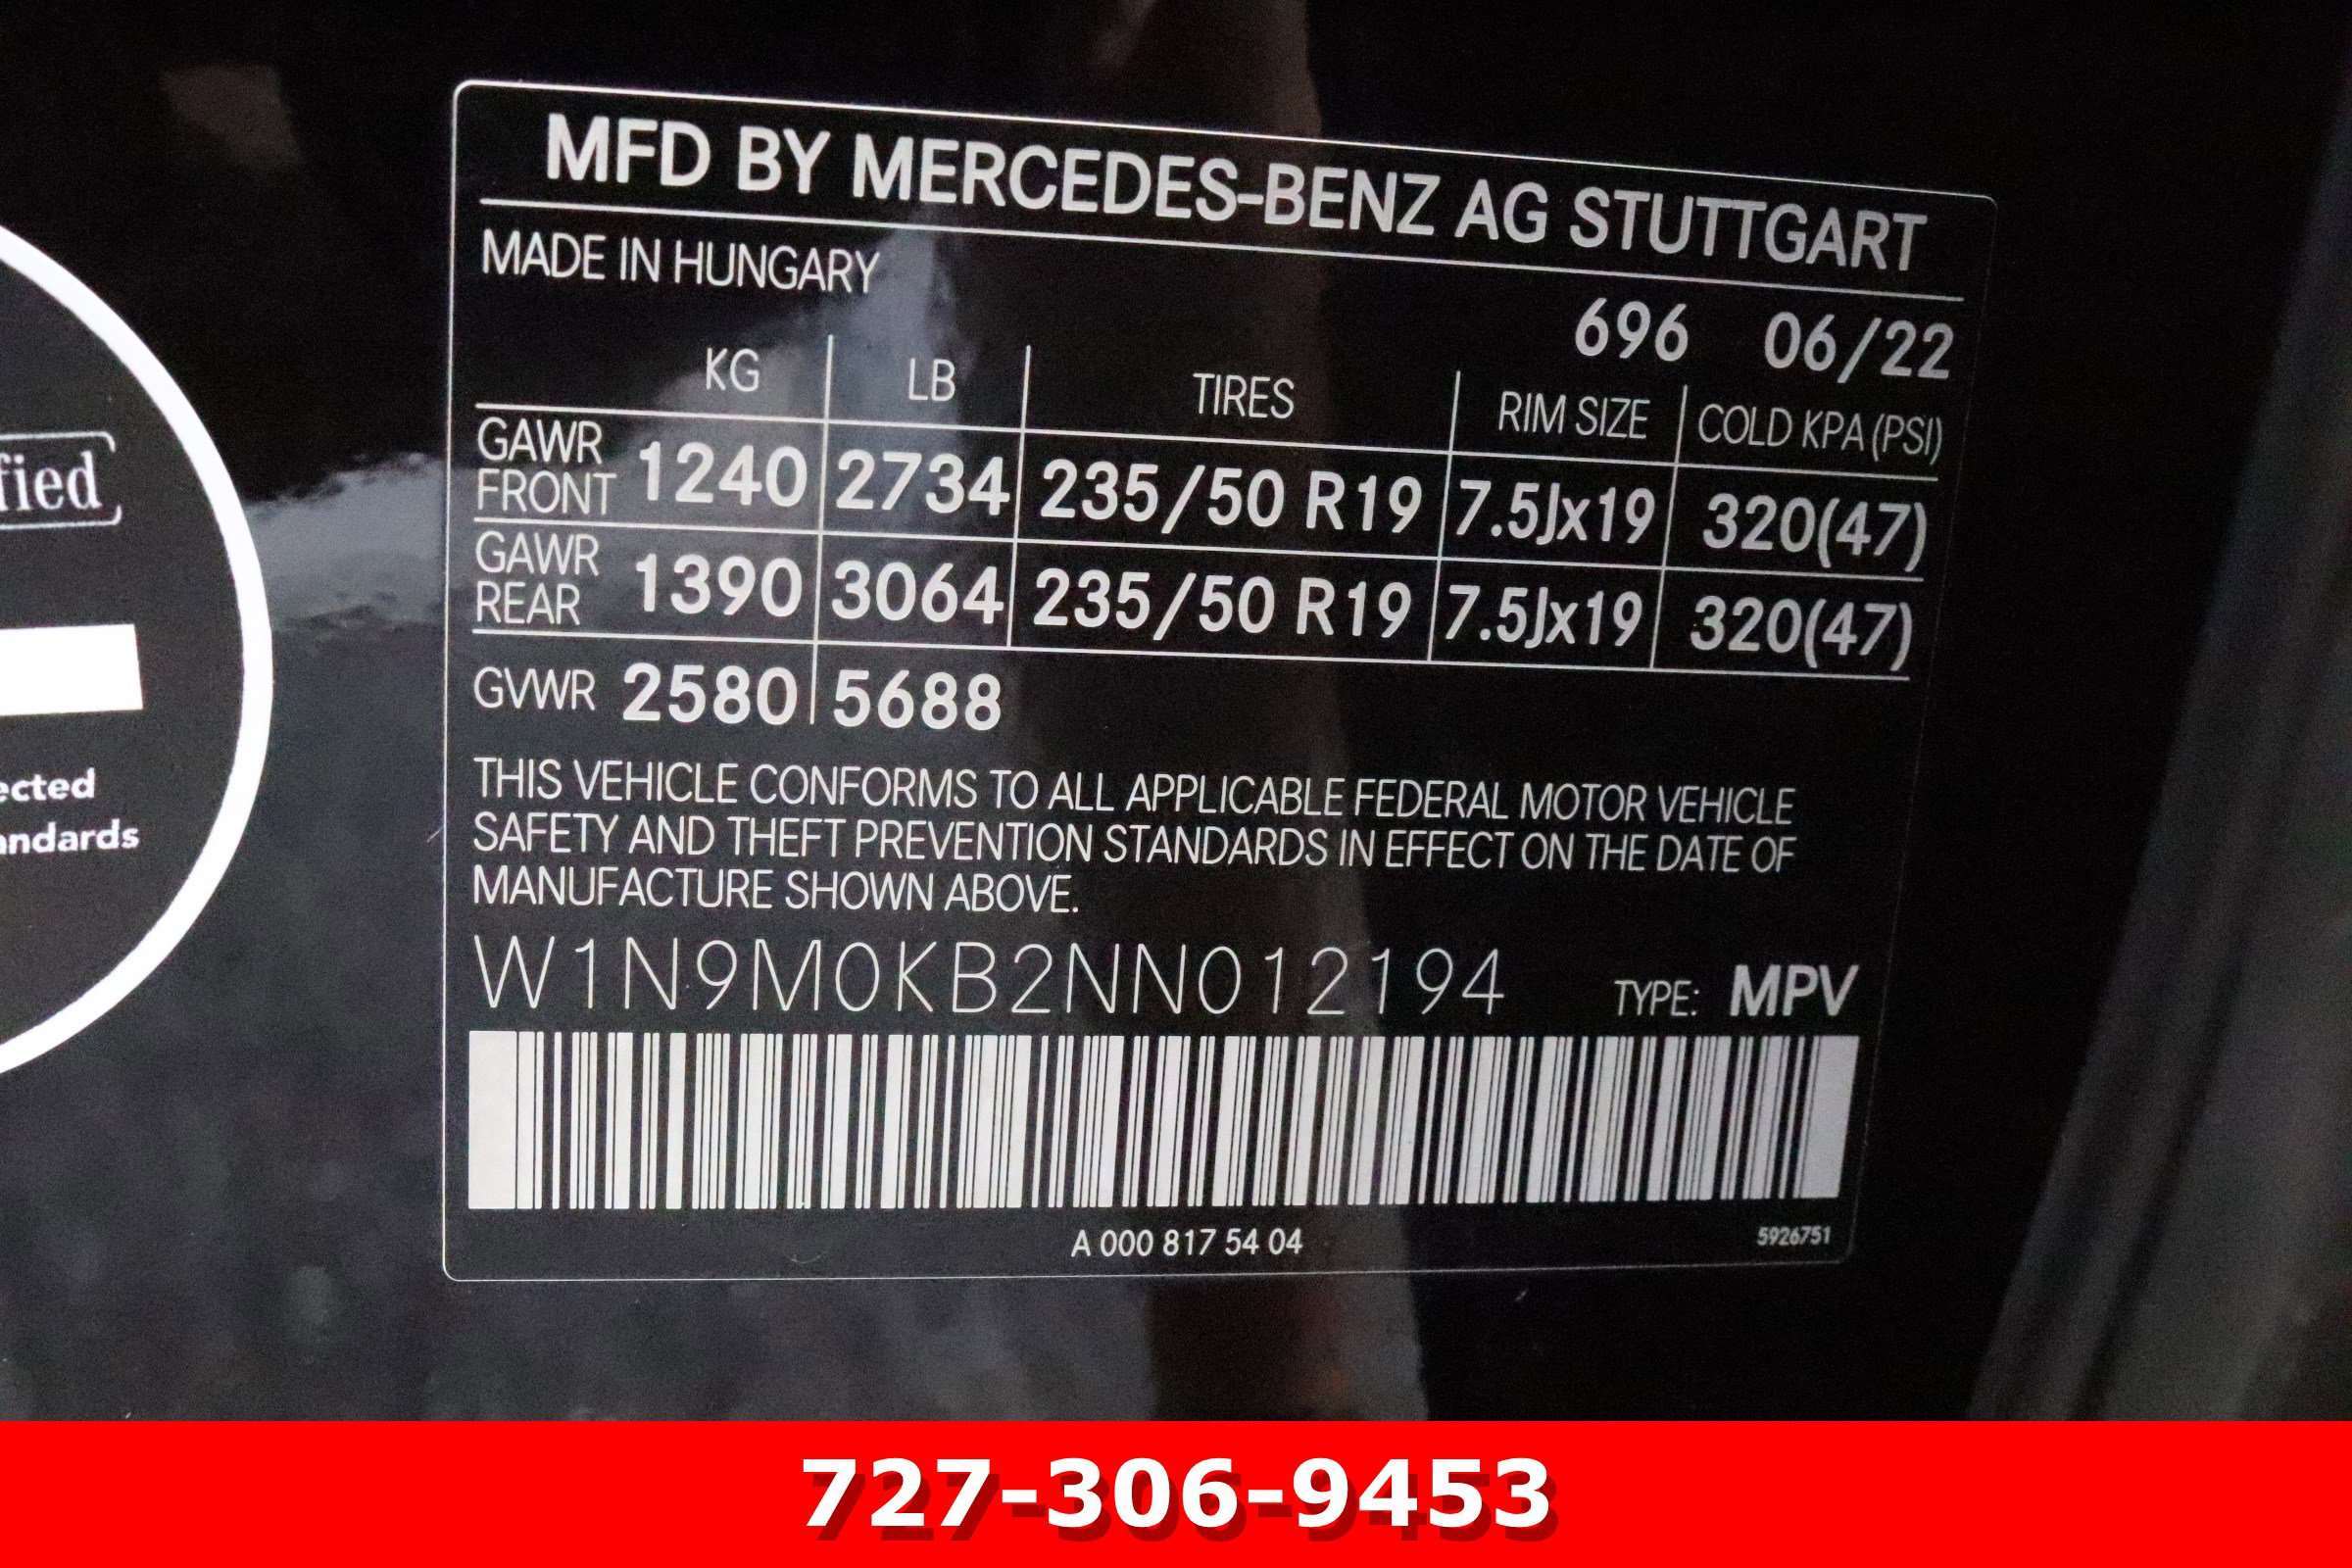 fied
ected
andards
MFD BY MERCEDES-BENZ AG STUTTGART
MADE IN HUNGARY
696 06/22
KG LB TIRES RIM SIZE COLD KPA (PSI)
GAWR FRONT 1240 2734 235/50 R19 7.5Jx19 320(47)
GAWR REAR 1390 3064 235/50 R19 7.5Jx19 320(47)
GVWR 2580 5688
THIS VEHICLE CONFORMS TO ALL APPLICABLE FEDERAL MOTOR VEHICLE
SAFETY AND THEFT PREVENTION STANDARDS IN EFFECT ON THE DATE OF
MANUFACTURE SHOWN ABOVE.
W1N9M0KB2NN012194 TYPE: MPV
A 000 817 54 04 5926751
727-306-9453